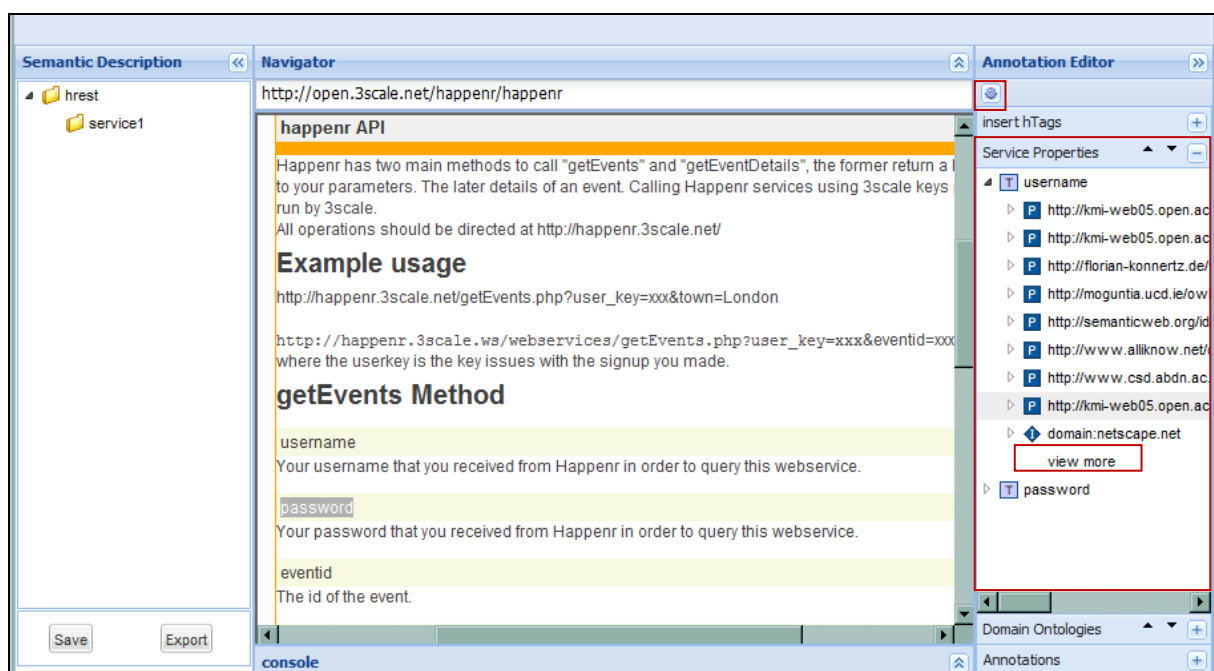 Semantic Description
hrest
service1
Save
Export
Navigator
http://open.3scale.net/happenr/happenr
happenr API
Happenr has two main methods to call "getEvents" and "getEventDetails", the former return a l
to your parameters. The later details of an event. Calling Happenr services using 3scale keys
run by 3scale.
All operations should be directed at http://happenr.3scale.net/
Example usage
http://happenr.3scale.net/getEvents.php?user_key=xxx&town=London
http://happenr.3scale.ws/webservices/getEvents.php?user_key=xxx&eventid=xxx
where the userkey is the key issues with the signup you made.
getEvents Method
username
Your username that you received from Happenr in order to query this webservice.
password
Your password that you received from Happenr in order to query this webservice.
eventid
The id of the event.
console
Annotation Editor
insert hTags
Service Properties
T username
P http://kmi-web05.open.ac
P http://kmi-web05.open.ac
P http://florian-konnertz.de/
P http://moguntia.ucd.ie/owl
P http://semanticweb.org/id
P http://www.alliknow.net/
P http://www.csd.abdn.ac.
P http://kmi-web05.open.ac
I domain:netscape.net
view more
T password
Domain Ontologies
Annotations